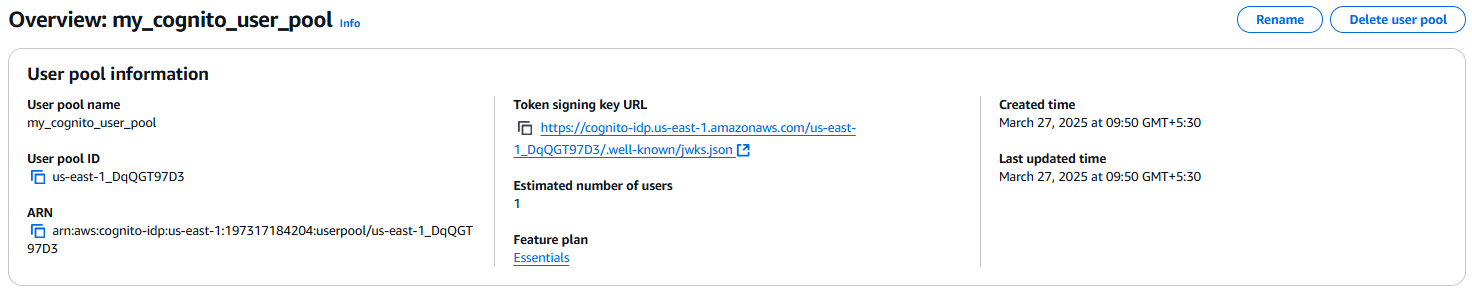 Overview: my_cognito_user_pool Info
Rename
Delete user pool
User pool information
User pool name
my_cognito_user_pool
User pool ID
us-east-1_DqQGT97D3
ARN
arn:aws:cognito-idp:us-east-1:197317184204:userpool/us-east-1_DqQGT
97D3
Token signing key URL
https://cognito-idp.us-east-1.amazonaws.com/us-east-
1_DqQGT97D3/.well-known/jwks.json
Estimated number of users
1
Feature plan
Essentials
Created time
March 27, 2025 at 09:50 GMT+5:30
Last updated time
March 27, 2025 at 09:50 GMT+5:30